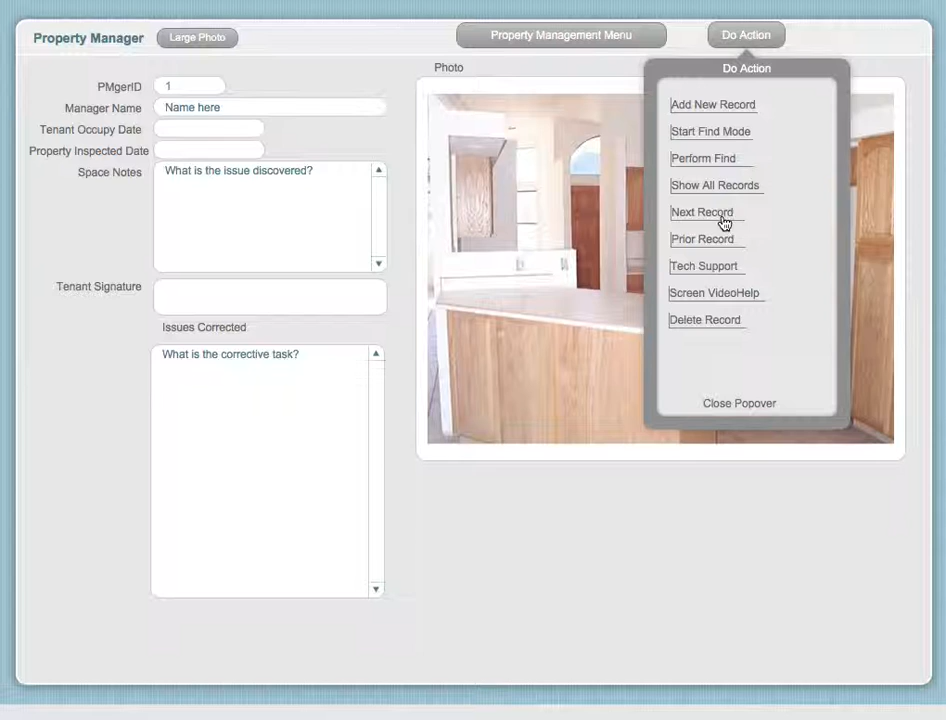 Property Manager
Large Photo
Property Management Menu
Do Action
PMgerID
1
Manager Name
Name here
Tenant Occupy Date
Property Inspected Date
Space Notes
What is the issue discovered?
Tenant Signature
Issues Corrected
What is the corrective task?
Photo
Do Action
Add New Record
Start Find Mode
Perform Find
Show All Records
Next Record
Prior Record
Tech Support
Screen VideoHelp
Delete Record
Close Popover